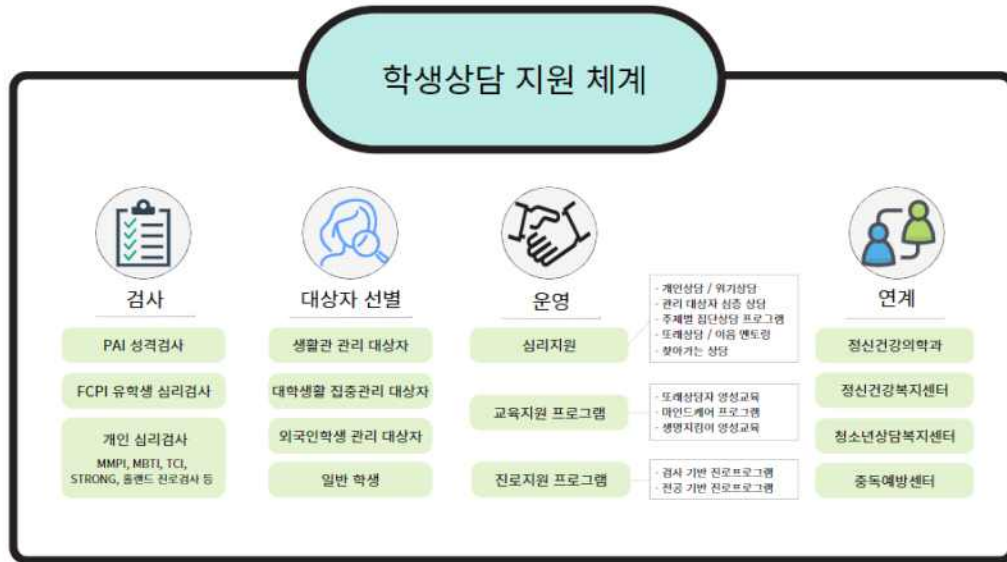 학생상담 지원 체계
검사
PAI 성격검사
FCPI 유학생 심리검사
개인 심리검사
MMPI, MBTI, TCI,
STRONG, 홀랜드 진로검사 등
대상자 선별
생활관 관리 대상자
대학생활 집중관리 대상자
외국인학생 관리 대상자
일반 학생
운영
심리지원
- 개인상담 / 위기상담
- 관리 대상자 심층 상담
- 주제별 집단상담 프로그램
- 또래상담 / 이음 멘토링
- 찾아가는 상담
교육지원 프로그램
- 또래상담자 양성교육
- 마인드케어 프로그램
- 생명지킴이 양성교육
진로지원 프로그램
- 검사 기반 진로프로그램
- 전공 기반 진로프로그램
연계
정신건강의학과
정신건강복지센터
청소년상담복지센터
중독예방센터